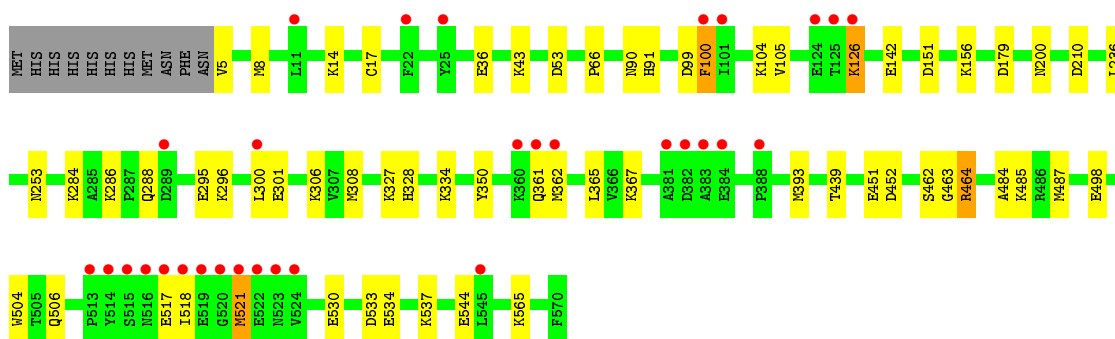 MET HIS HIS HIS HIS HIS HIS MET ASN PHE ASN V5 M8 L11 K14 C17 F22 Y25 E36 K43 D53 P66 N90 H91 D99 F100 I101 K104 V105 E124 T125 K126 E142 D151 K156 D179 N200 D210 L236
N253 K284 A285 K286 P287 Q288 D289 E295 K296 L300 E301 K306 V307 M308 K327 H328 K334 Y350 K360 Q361 M362 L365 V366 K367 A381 D382 A383 E384 P388 M393 T439 E451 D452 S462 G463 R464 A484 K485 R486 M487 E498
W504 T505 Q506 P513 Y514 S515 N516 E517 I518 E519 G520 M521 E522 N523 V524 E530 D533 E534 K537 E544 L545 K565 F570